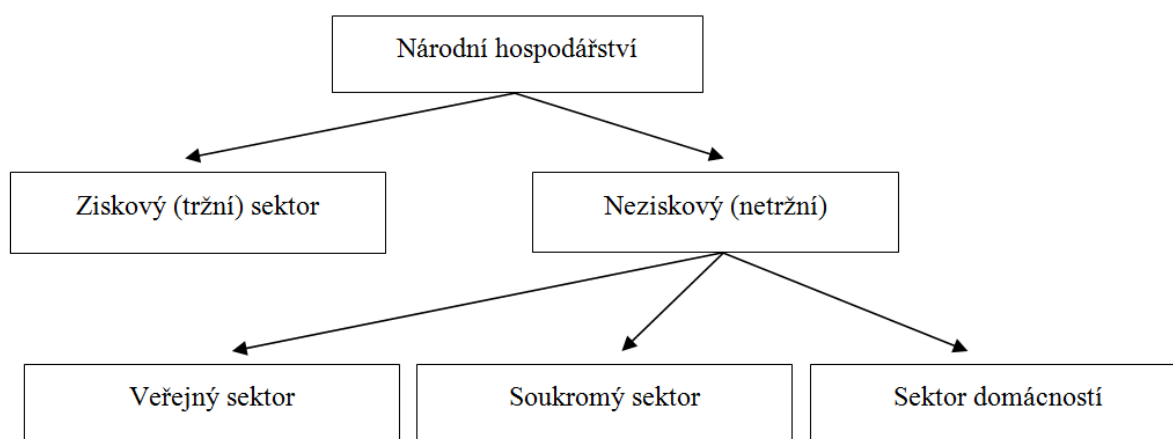 Národní hospodářství
Ziskový (tržní) sektor
Neziskový (netržní)
Veřejný sektor
Soukromý sektor
Sektor domácností